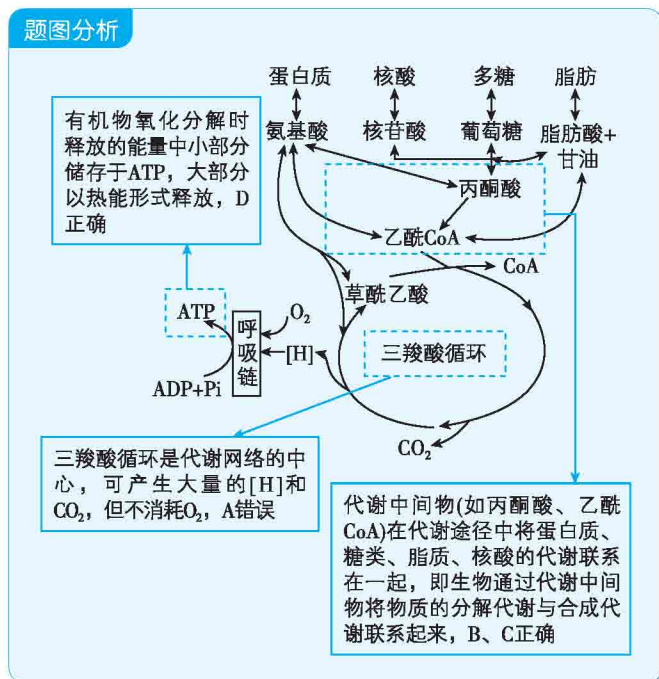 题图分析
蛋白质 核酸 多糖 脂肪
氨基酸 核苷酸 葡萄糖 脂肪酸+
甘油
有机物氧化分解时
释放的能量中小部分
储存于ATP，大部分
以热能形式释放，D
正确
丙酮酸
乙酰CoA
CoA
草酰乙酸
ATP
O₂
呼吸链
[H]
ADP+Pi
三羧酸循环
CO₂
三羧酸循环是代谢网络的中
心，可产生大量的[H]和
CO₂，但不消耗O₂，A错误
代谢中间物(如丙酮酸、乙酰
CoA)在代谢途径中将蛋白质、
糖类、脂质、核酸的代谢联系
在一起，即生物通过代谢中间
物将物质的分解代谢与合成代
谢联系起来，B、C正确